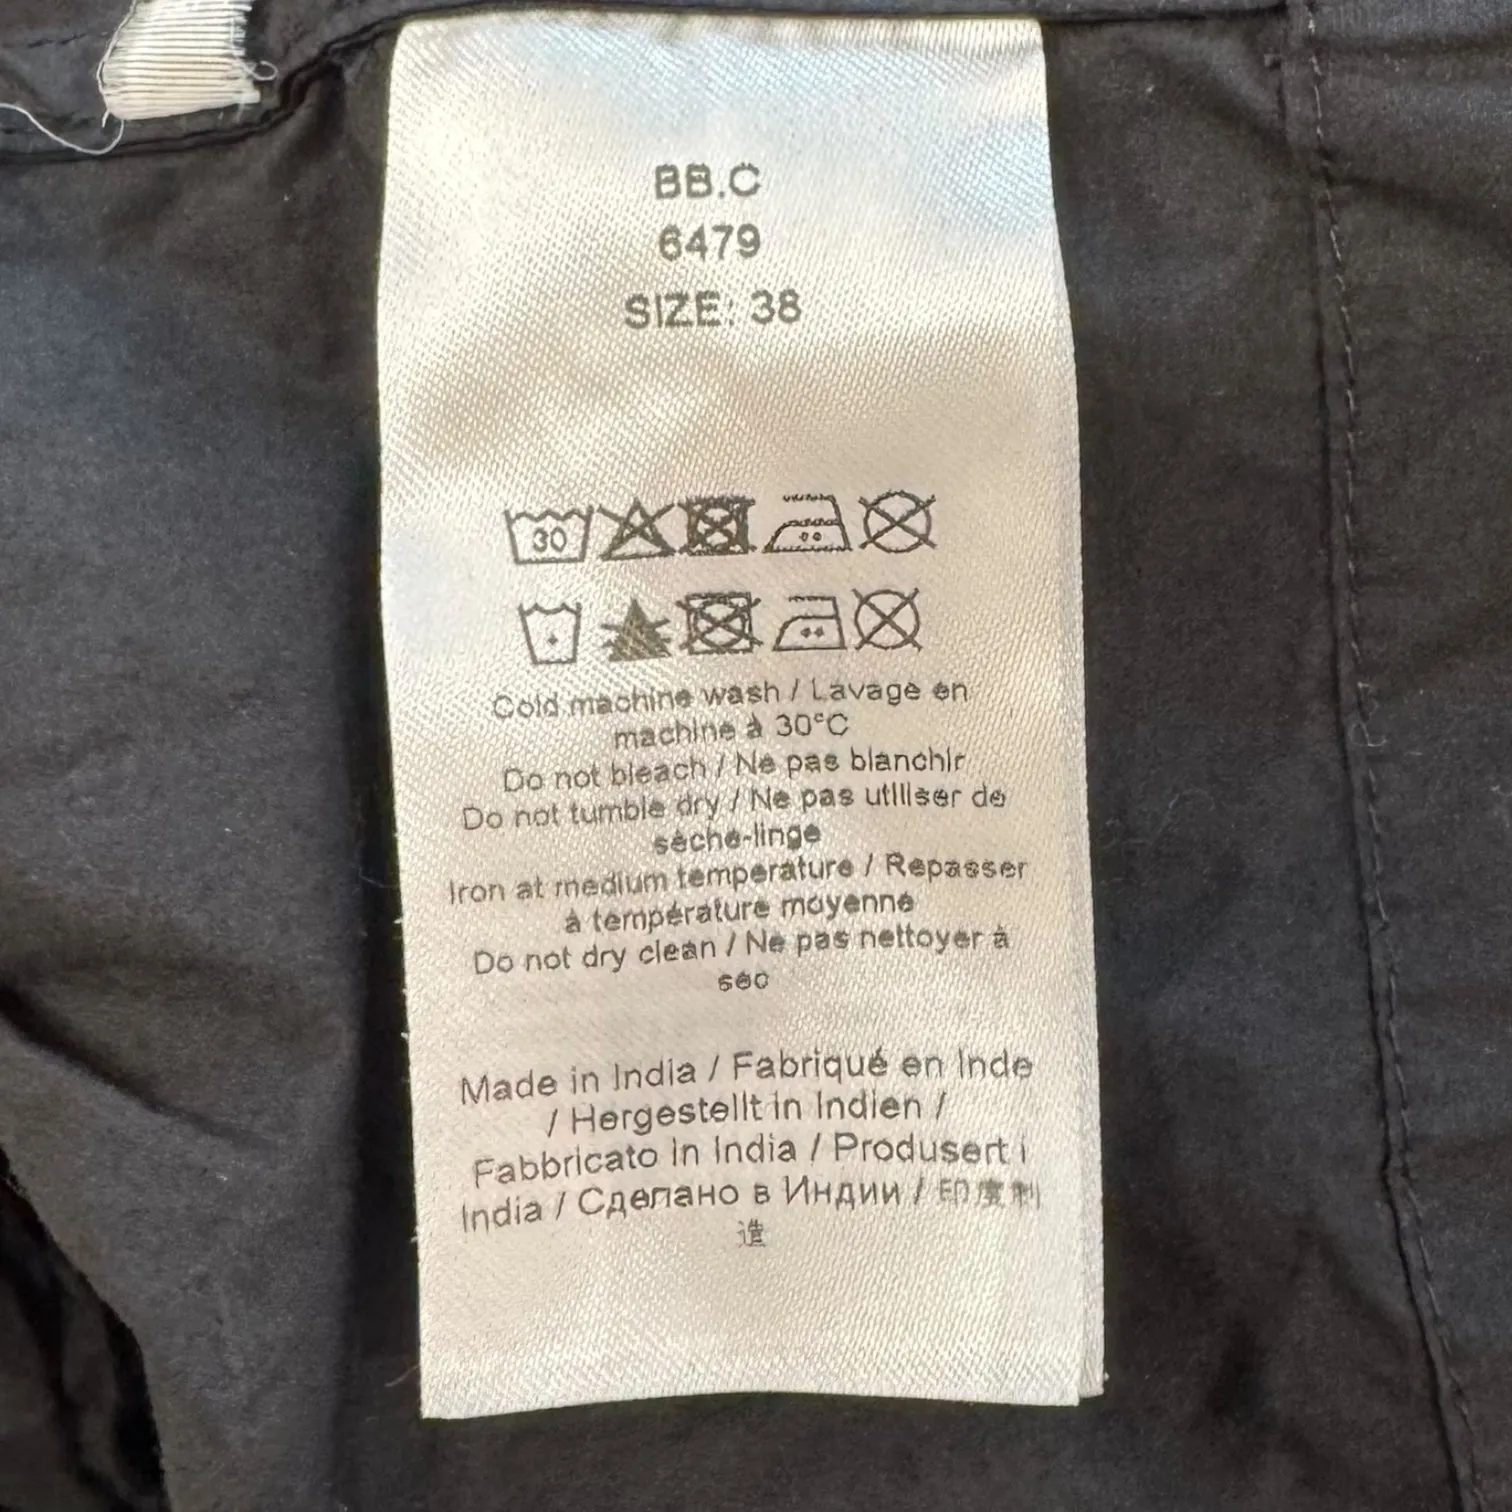 BB.C
6479
SIZE: 38
30
Cold machine wash / Lavage en
machine à 30°C
Do not bleach / Ne pas blanchir
Do not tumble dry / Ne pas utiliser de
sèche-linge
Iron at medium temperature / Repasser
à température moyenne
Do not dry clean / Ne pas nettoyer à
sec
Made in India / Fabriqué en Inde
/ Hergestellt in Indien /
Fabbricato in India / Produsert i
India / Сделано в Индии / 印度制
造